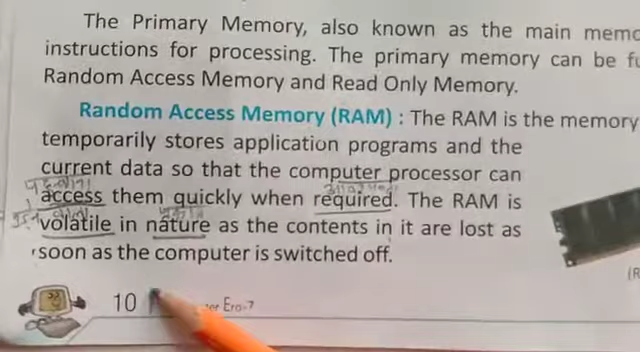 The Primary Memory, also known as the main memo
instructions for processing. The primary memory can be fu
Random Access Memory and Read Only Memory.
Random Access Memory (RAM) : The RAM is the memory
temporarily stores application programs and the
current data so that the computer processor can
access them quickly when required. The RAM is
volatile in nature as the contents in it are lost as
soon as the computer is switched off.
(R
10 ter Era-7